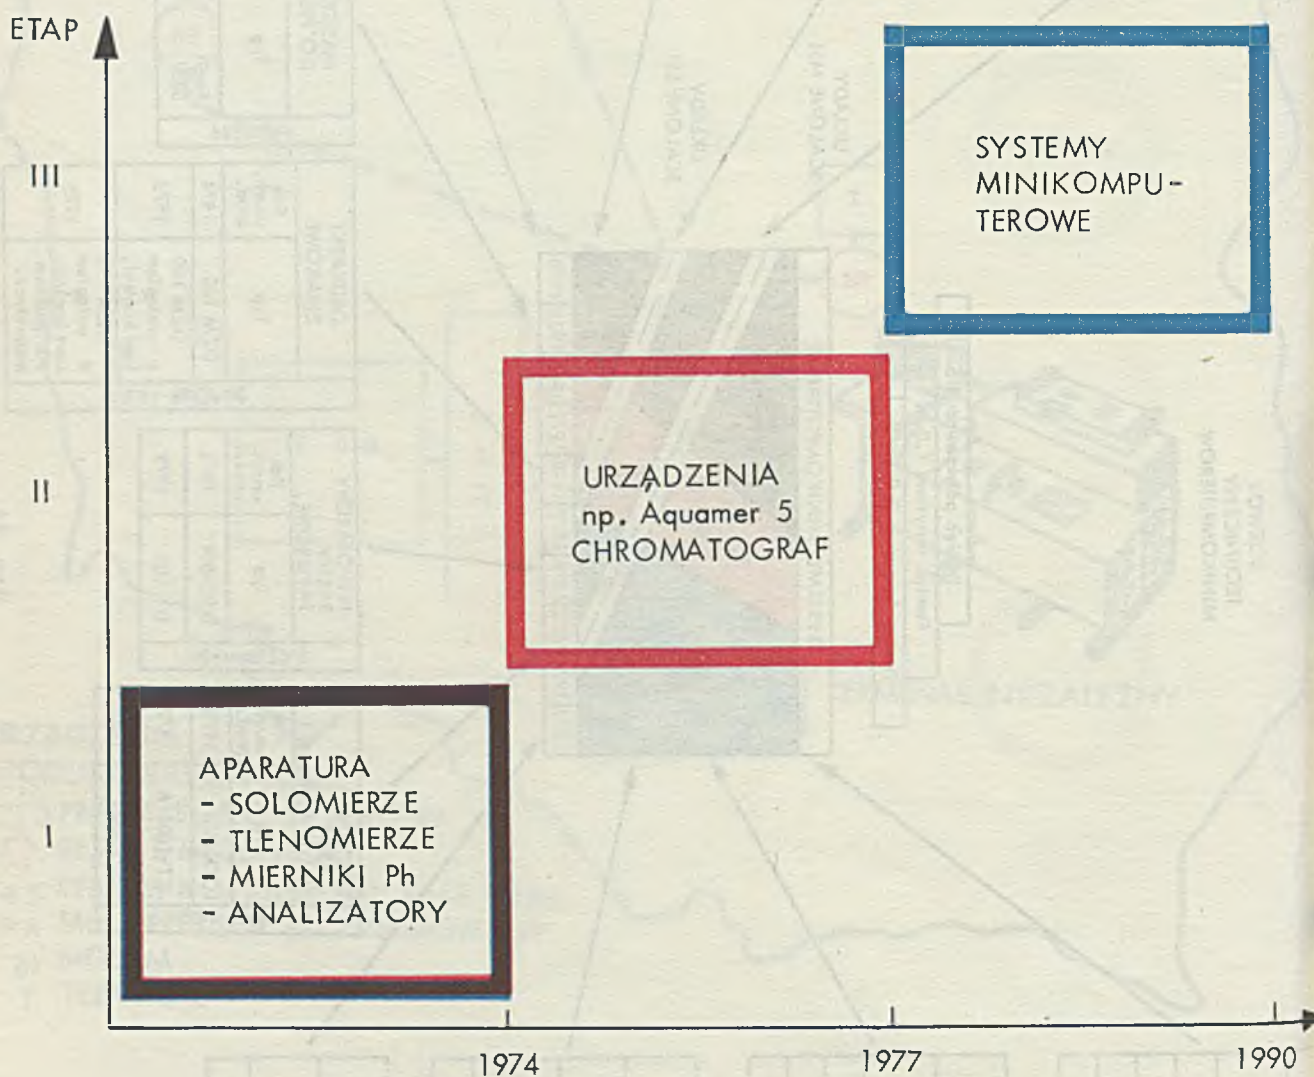 ETAP
III
SYSTEMY
MINIKOMPU-
TEROWE
II
URZĄDZENIA
np. Aquamer 5
CHROMATOGRAF
I
APARATURA
- SOLOMIERZE
- TLENOMIERZE
- MIERNIKI Ph
- ANALIZATORY
1974
1977
1990